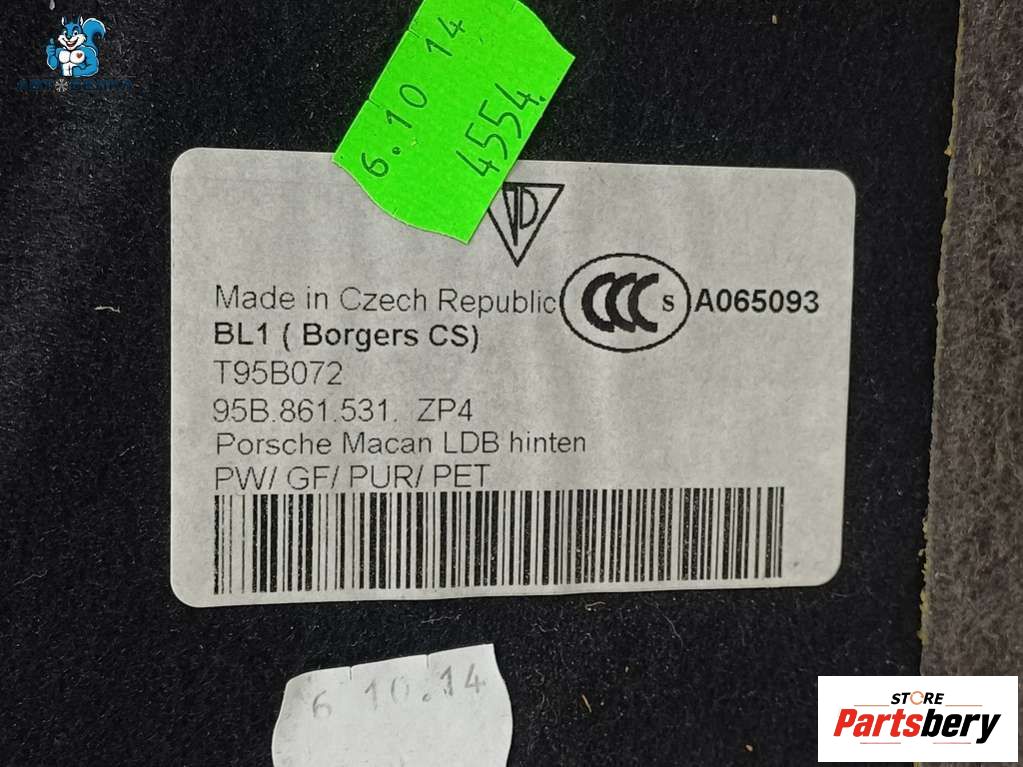 6.10 14
4554.
Made in Czech Republic
CCC S A065093
BL1 ( Borgers CS)
T95B072
95B.861.531. ZP4
Porsche Macan LDB hinten
PW/ GF/ PUR/ PET
6 10.14
STORE
Partsbery